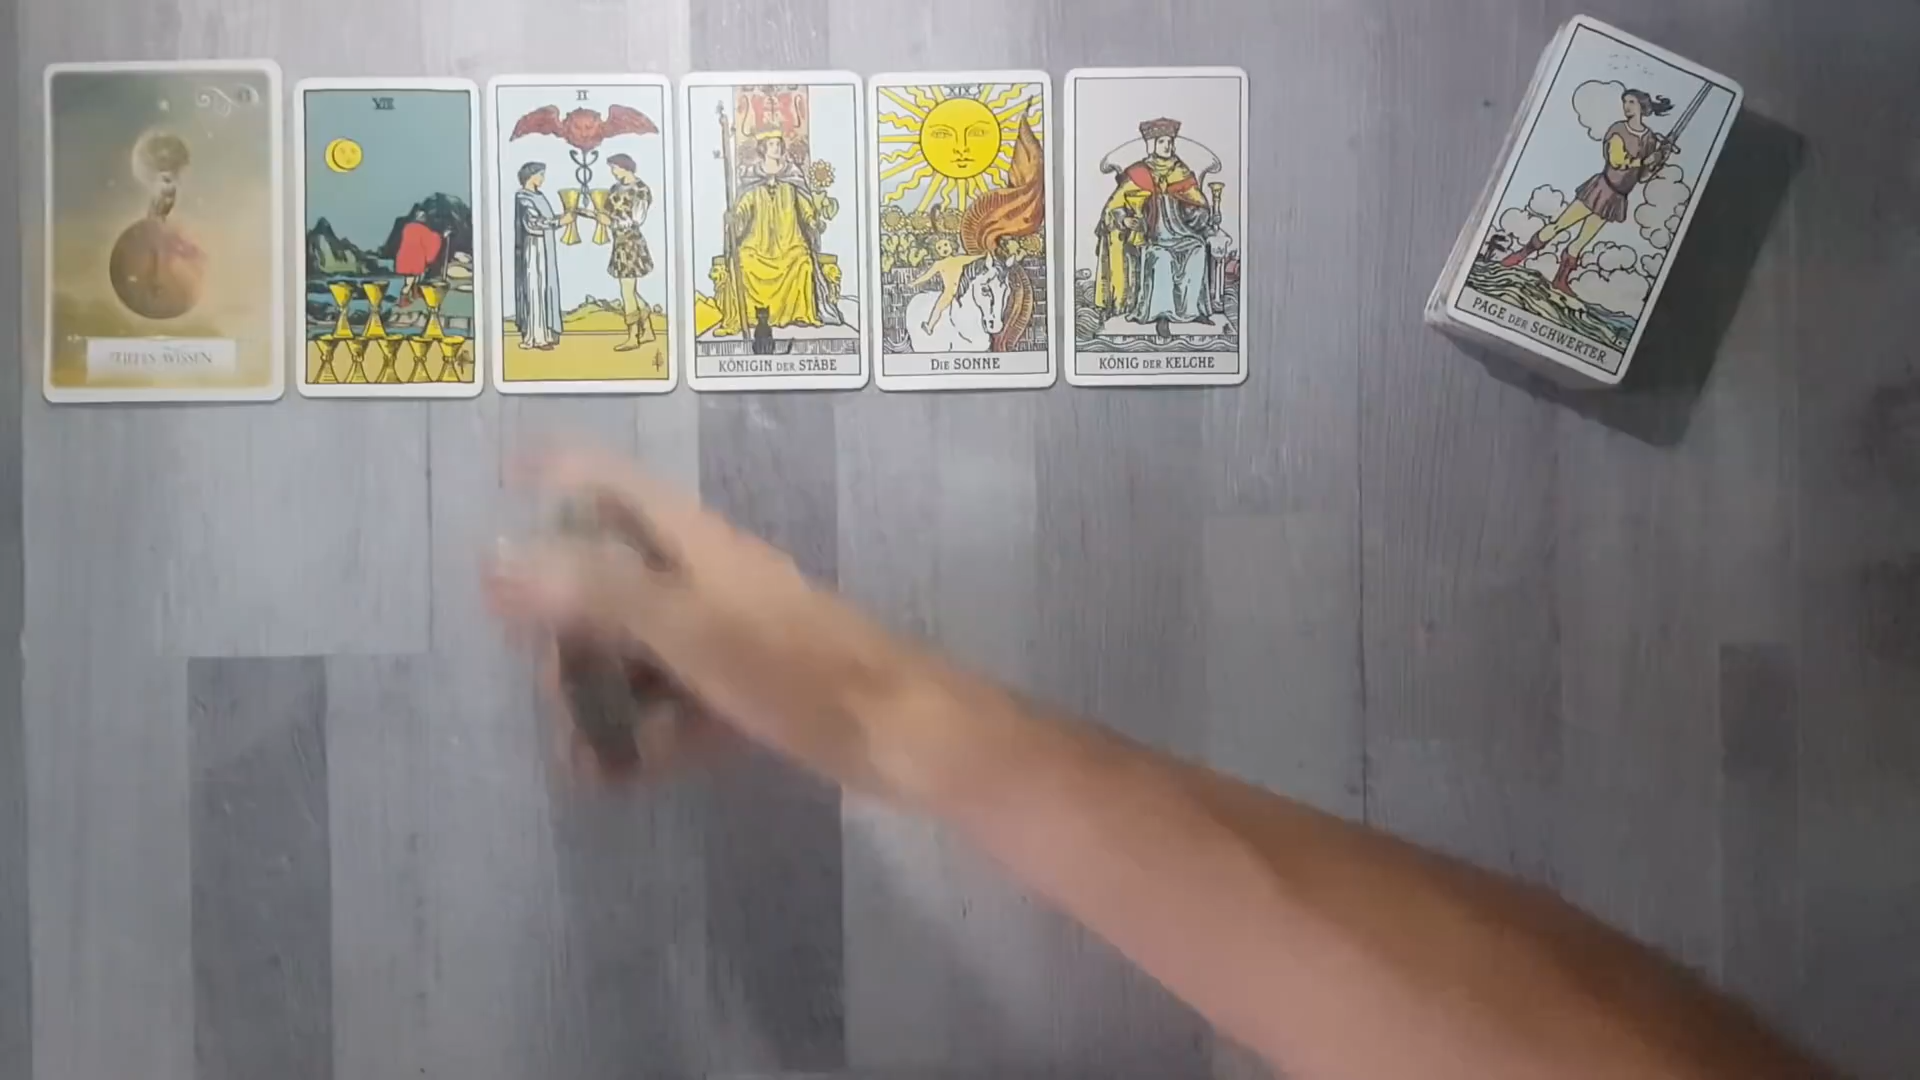 TIEFES WISSEN
VIII
II
KÖNIGIN DER STÄBE
XIX
DIE SONNE
KÖNIG DER KELCHE
PAGE DER SCHWERTER